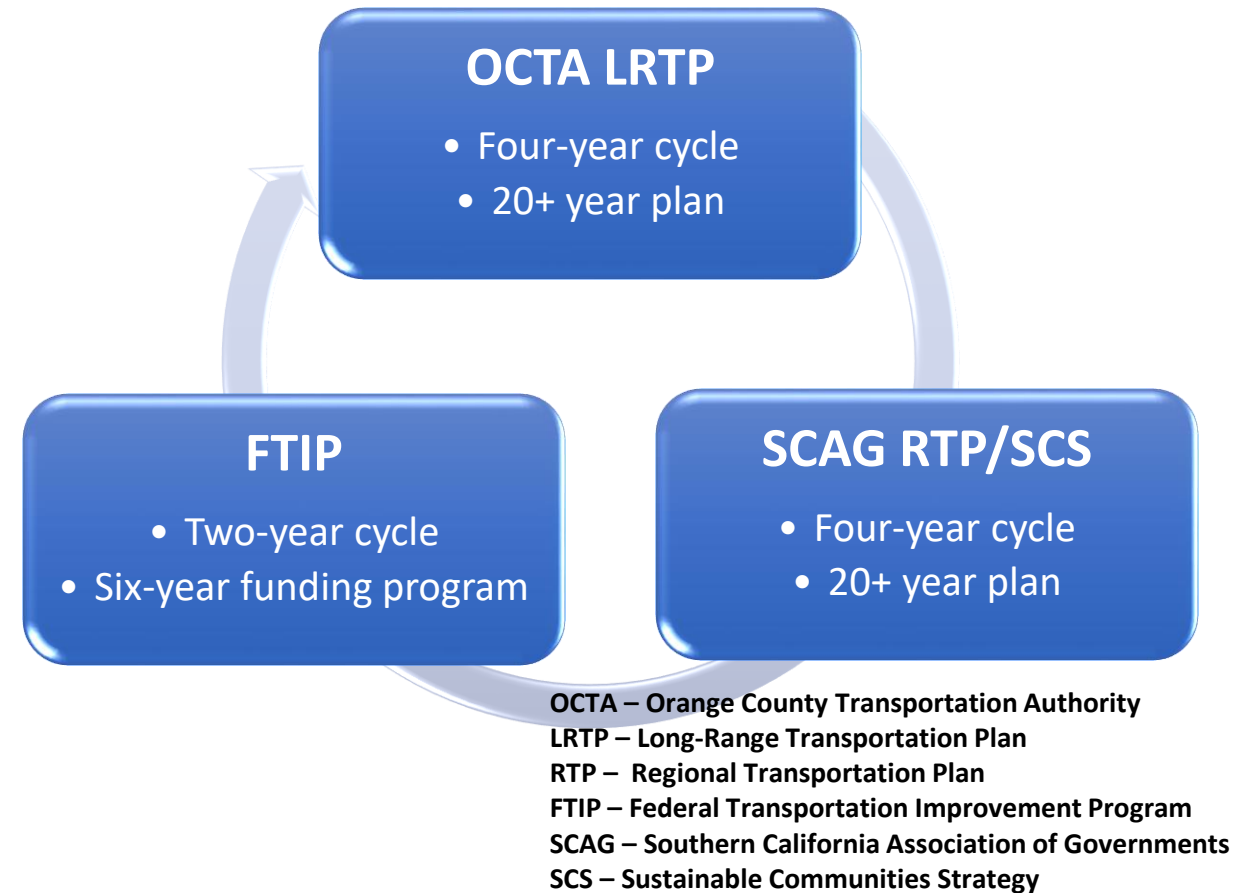 OCTA LRTP
• Four-year cycle
• 20+ year plan
FTIP
• Two-year cycle
• Six-year funding program
SCAG RTP/SCS
• Four-year cycle
• 20+ year plan
OCTA – Orange County Transportation Authority
LRTP – Long-Range Transportation Plan
RTP – Regional Transportation Plan
FTIP – Federal Transportation Improvement Program
SCAG – Southern California Association of Governments
SCS – Sustainable Communities Strategy